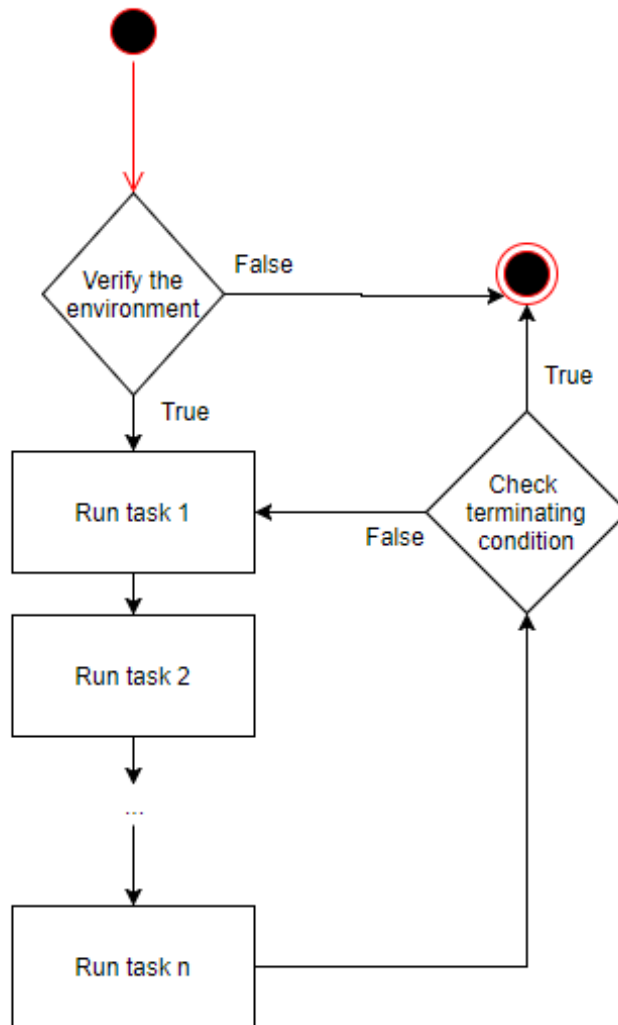 Verify the
environment
False
True
Run task 1
False
Check
terminating
condition
True
Run task 2
...
Run task n